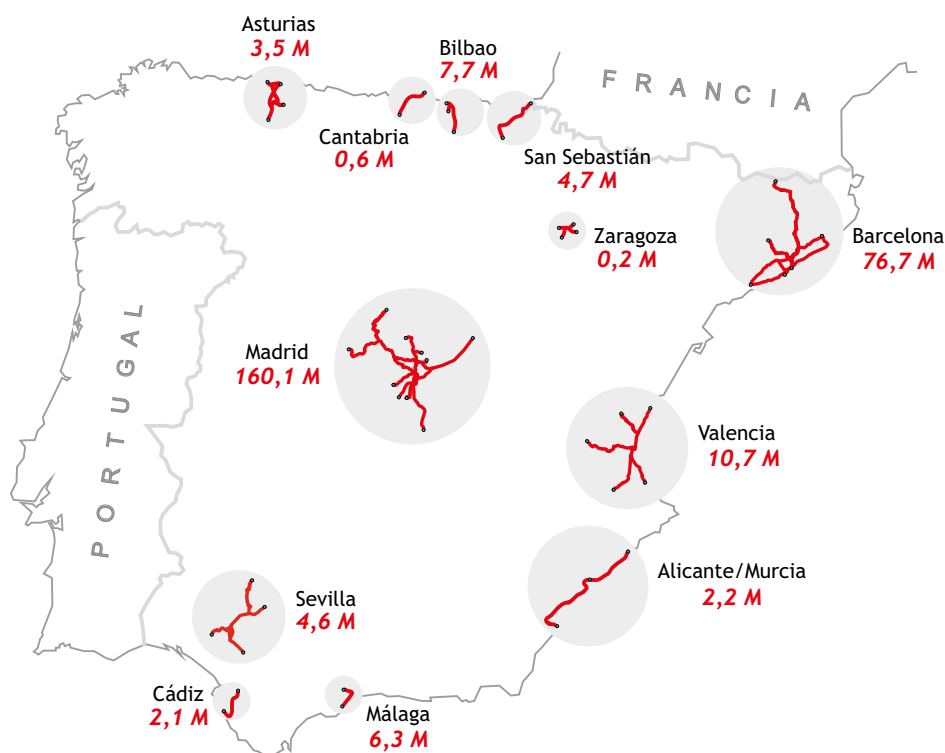 Asturias
3,5 M
Bilbao
7,7 M
FRANCIA
Cantabria
0,6 M
San Sebastián
4,7 M
Zaragoza
0,2 M
Barcelona
76,7 M
PORTUGAL
Madrid
160,1 M
Valencia
10,7 M
Alicante/Murcia
2,2 M
Sevilla
4,6 M
Cádiz
2,1 M
Málaga
6,3 M